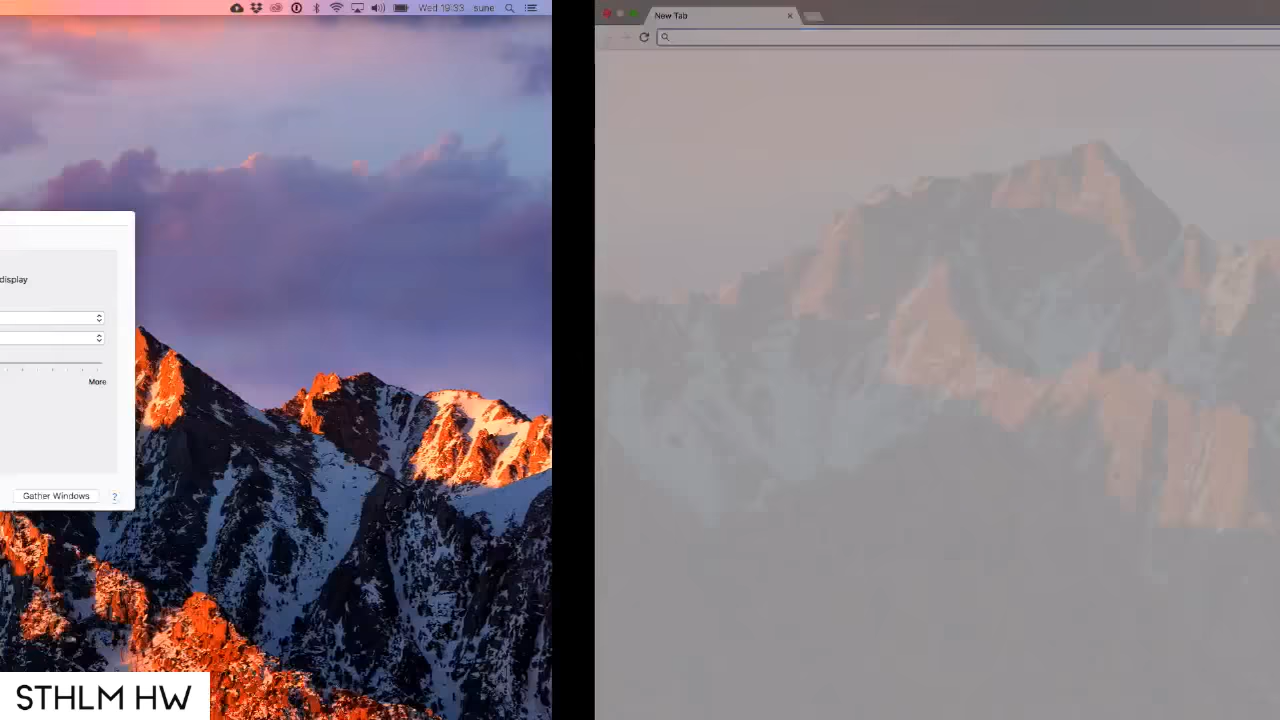 Wed 19:33 sune
New Tab
display
More
Gather Windows ?
STHLM HW